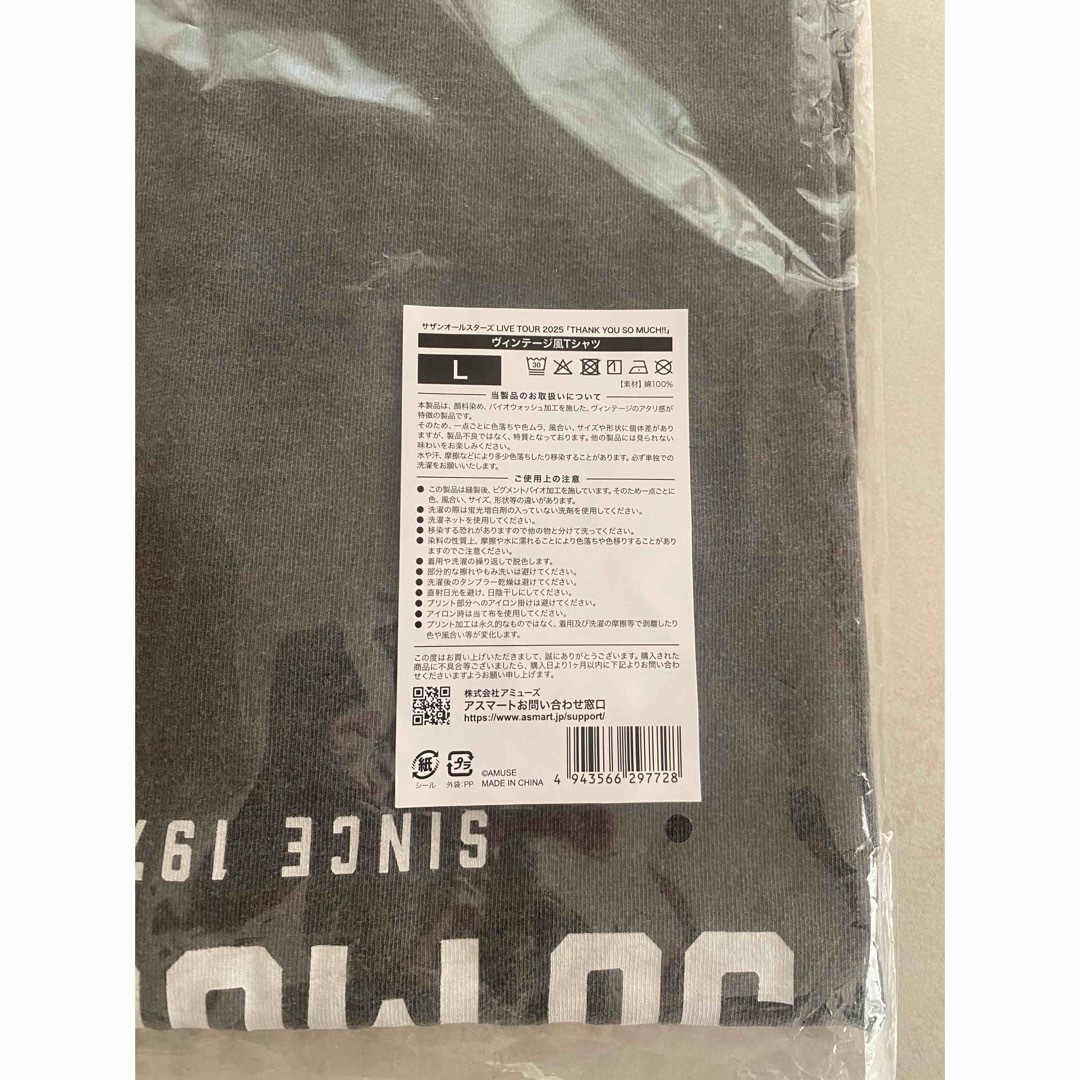 サザンオールスターズ LIVE TOUR 2025「THANK YOU SO MUCH!!」
ヴィンテージ風Tシャツ
L
30
【素材】綿100%
当製品のお取扱いについて
本製品は、顔料染め、バイオウォッシュ加工を施した、ヴィンテージのアタリ感が
特徴の製品です。
そのため、一点ごとに色落ちや色ムラ、風合い、サイズや形状に個体差があり
ますが、製品不良ではなく、特質となっております。他の製品には見られない
味わいをお楽しみください。
水や汗、摩擦などにより多少色落ちしたり移染することがあります。必ず単独での
洗濯をお願いいたします。
ご使用上の注意
● この製品は縫製後、ピグメントバイオ加工を施しています。そのため一点ごとに
色、風合い、サイズ、形状等の違いがあります。
● 洗濯の際は蛍光増白剤の入っていない洗剤を使用してください。
● 洗濯ネットを使用してください。
● 移染する恐れがありますので他の物と分けて洗ってください。
● 染料の性質上、摩擦や水に濡れることにより色落ちや色移りすることがあり
ますのでご注意ください。
● 着用や洗濯の繰り返しで脱色します。
● 部分的な擦れやもみ洗いは避けてください。
● 洗濯後のタンブラー乾燥は避けてください。
● 直射日光を避け、日陰干しにしてください。
● プリント部分へのアイロン掛けは避けてください。
● アイロン時は当て布を使用してください。
● プリント加工は永久的なものではなく、着用及び洗濯の摩擦等で剥離したり
色や風合い等が変化します。
この度はお買い上げいただきまして、誠にありがとうございます。購入された
商品に不具合等ございましたら、購入日より1ヶ月以内に下記よりお問い合わ
せくださいますようお願い申し上げます。
株式会社アミューズ
アスマートお問い合わせ窓口
https://www.asmart.jp/support/
紙
シール
プラ
外袋:PP
©AMUSE
MADE IN CHINA
4 943566 297728
SINCE 197
SO MU